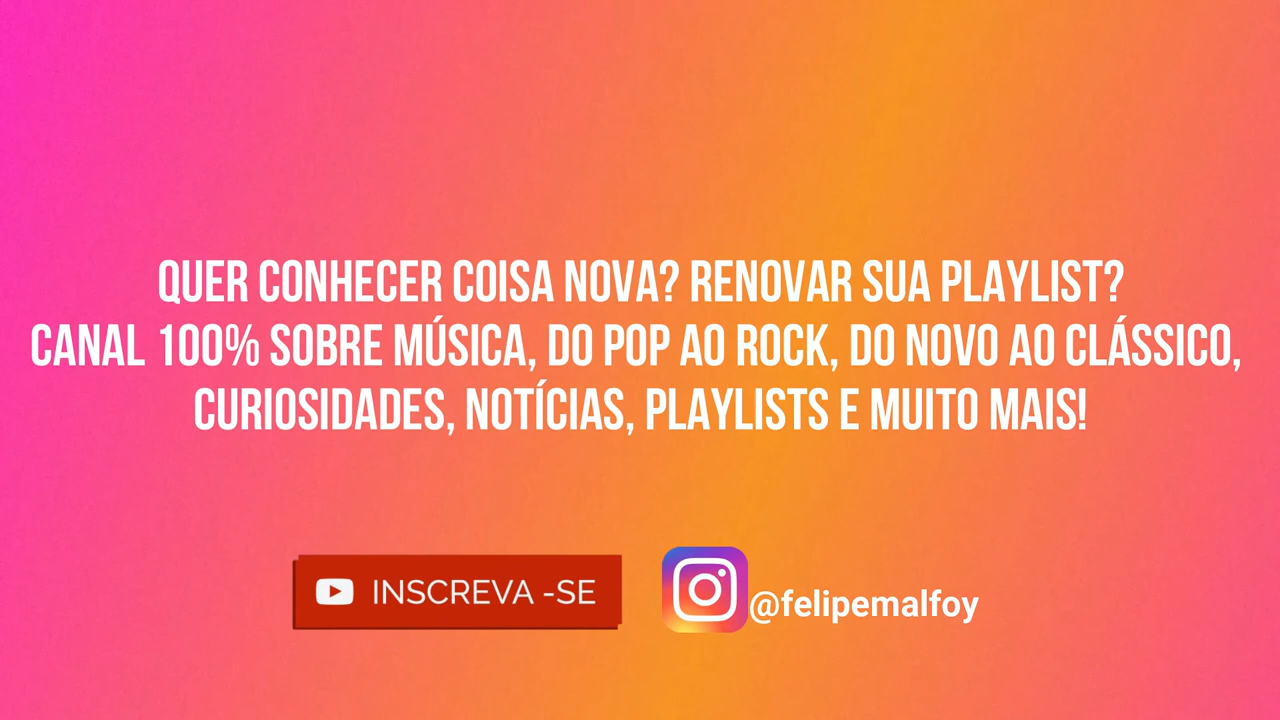 QUER CONHECER COISA NOVA? RENOVAR SUA PLAYLIST?
CANAL 100% SOBRE MÚSICA, DO POP AO ROCK, DO NOVO AO CLÁSSICO,
CURIOSIDADES, NOTÍCIAS, PLAYLISTS E MUITO MAIS!
INSCREVA -SE
@felipemalfoy